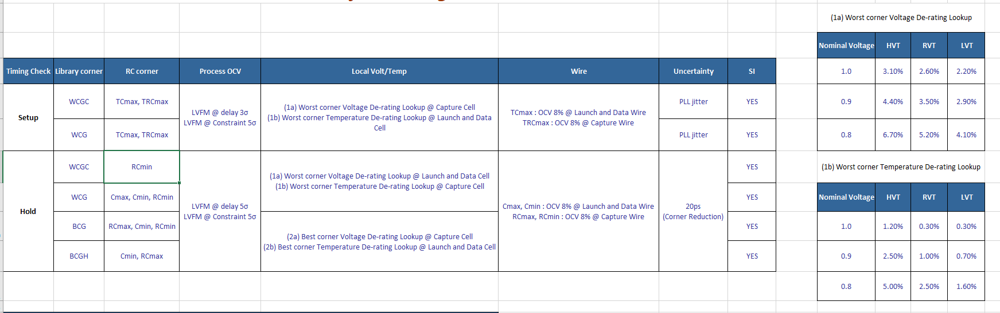 (1a) Worst corner Voltage De-rating Lookup
Nominal Voltage HVT RVT LVT
1.0 3.10% 2.60% 2.20%
0.9 4.40% 3.50% 2.90%
0.8 6.70% 5.20% 4.10%
Timing Check Library corner RC corner Process OCV Local Volt/Temp Wire Uncertainty SI
Setup
WCGC TCmax, TRCmax
WCG TCmax, TRCmax
LVFM @ delay 3σ
LVFM @ Constraint 5σ
(1a) Worst corner Voltage De-rating Lookup @ Capture Cell
(1b) Worst corner Temperature De-rating Lookup @ Launch and Data
Cell
TCmax : OCV 8% @ Launch and Data Wire
TRCmax : OCV 8% @ Capture Wire
PLL jitter YES
PLL jitter YES
Hold
WCGC RCmin
WCG Cmax, Cmin, RCmin
BCG RCmax, Cmin, RCmin
BCGH Cmin, RCmax
LVFM @ delay 5σ
LVFM @ Constraint 5σ
(1a) Worst corner Voltage De-rating Lookup @ Launch and Data Cell
(1b) Worst corner Temperature De-rating Lookup @ Capture Cell
(2a) Best corner Voltage De-rating Lookup @ Capture Cell
(2b) Best corner Temperature De-rating Lookup @ Launch and Data Cell
Cmax, Cmin : OCV 8% @ Launch and Data Wire
RCmax, RCmin : OCV 8% @ Capture Wire
20ps
(Corner Reduction)
YES
YES
YES
YES
(1b) Worst corner Temperature De-rating Lookup
Nominal Voltage HVT RVT LVT
1.0 1.20% 0.30% 0.30%
0.9 2.50% 1.00% 0.70%
0.8 5.00% 2.50% 1.60%